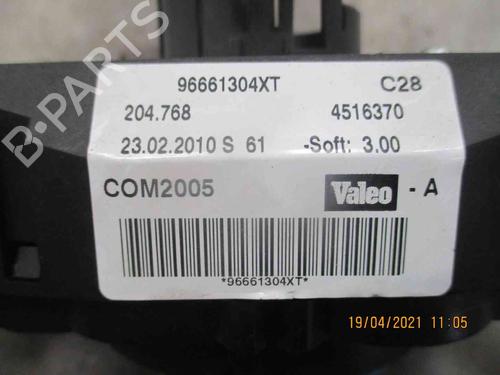 96661304XT C28
204.768 4516370
23.02.2010 S 61 -Soft: 3.00
COM2005 Valeo - A
*96661304XT*
19/04/2021 11:05